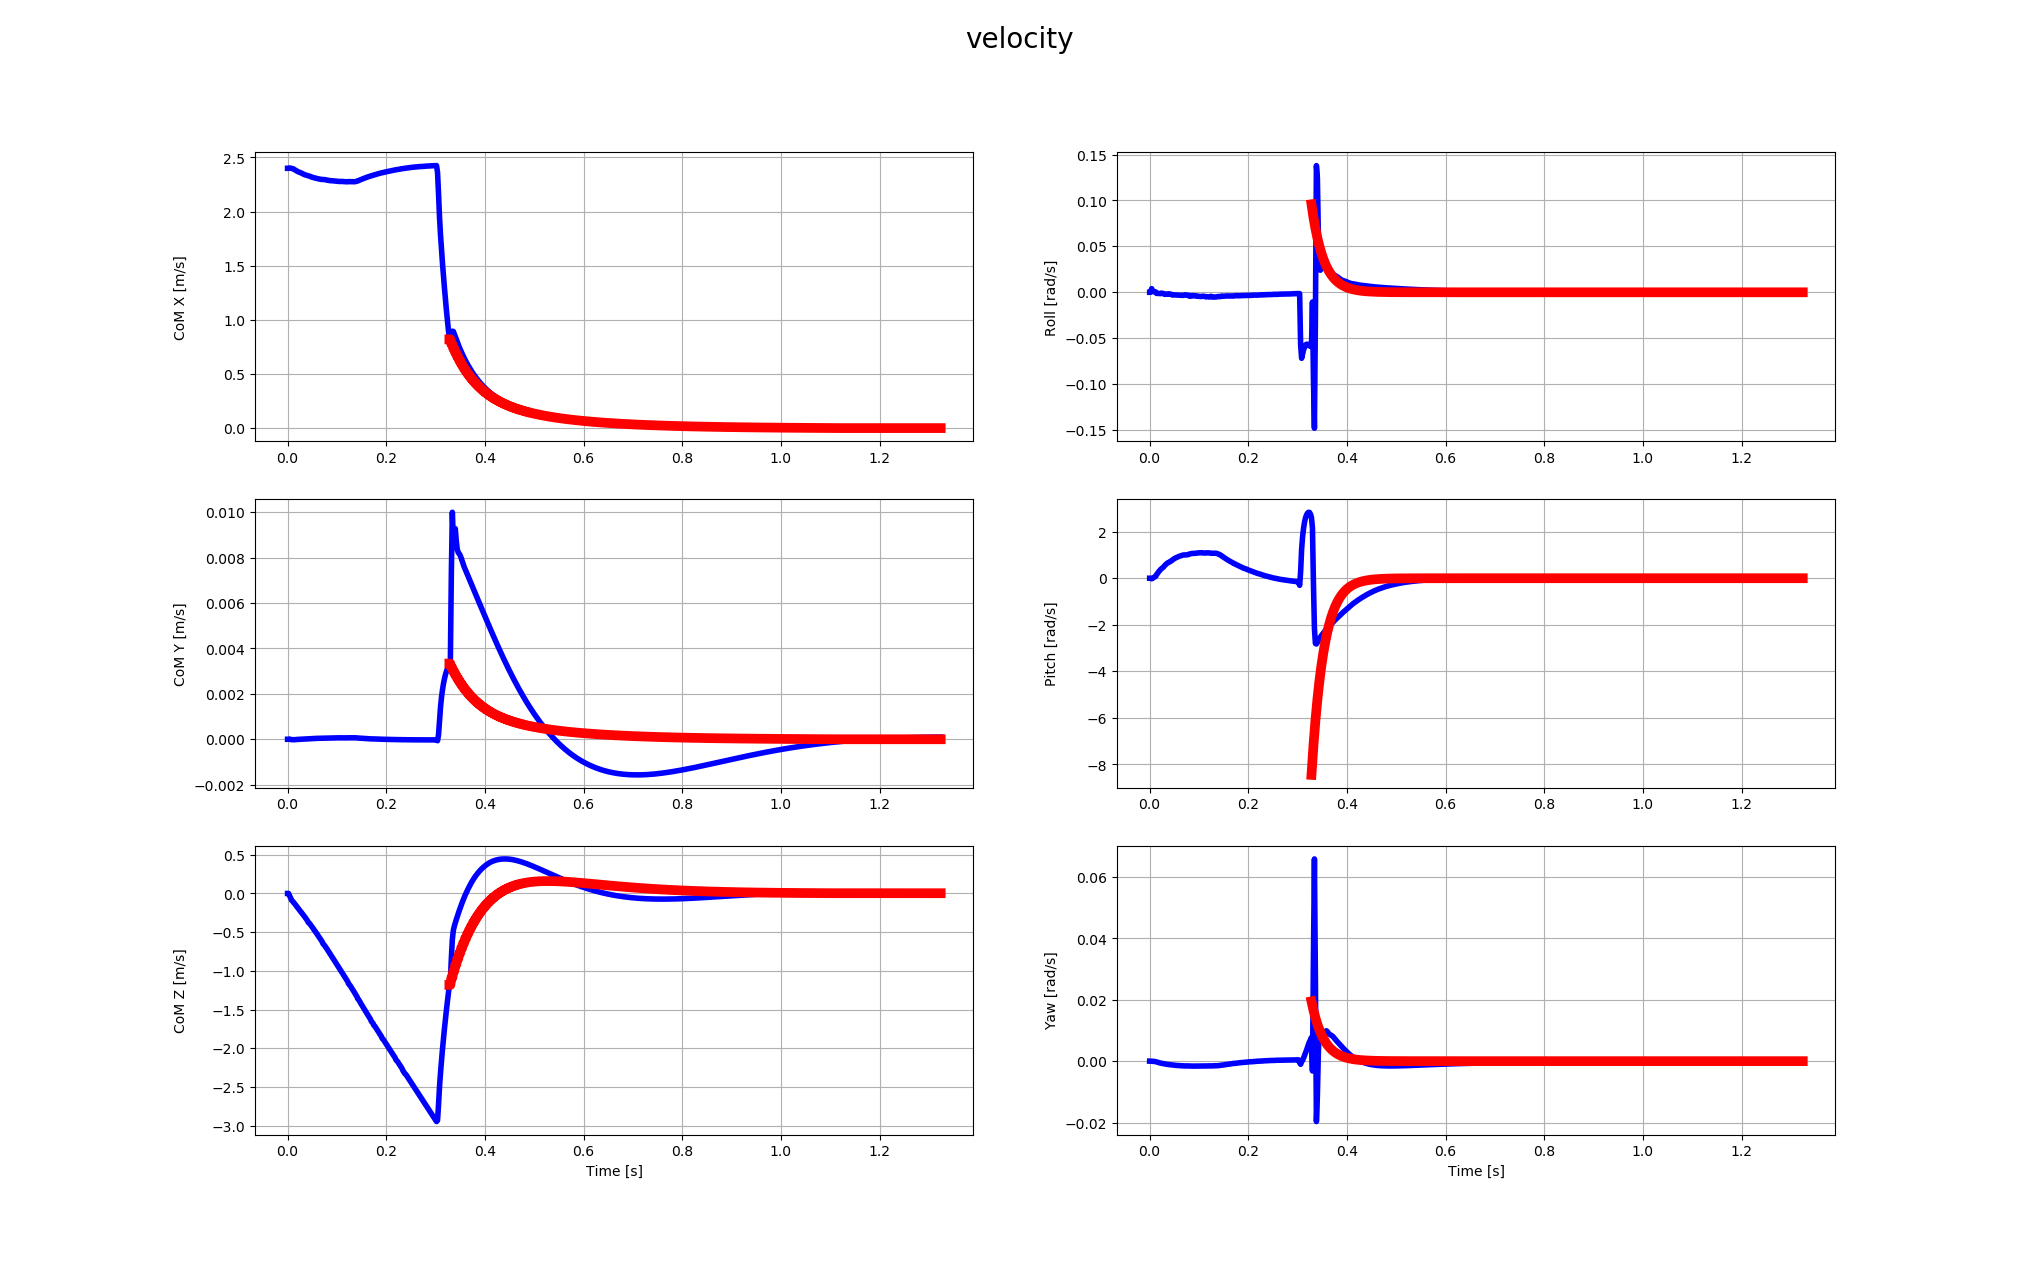 velocity
CoM X [m/s]
2.5
2.0
1.5
1.0
0.5
0.0
0.0 0.2 0.4 0.6 0.8 1.0 1.2
Roll [rad/s]
0.15
0.10
0.05
0.00
−0.05
−0.10
−0.15
0.0 0.2 0.4 0.6 0.8 1.0 1.2
CoM Y [m/s]
0.010
0.008
0.006
0.004
0.002
0.000
−0.002
0.0 0.2 0.4 0.6 0.8 1.0 1.2
Pitch [rad/s]
2
0
−2
−4
−6
−8
0.0 0.2 0.4 0.6 0.8 1.0 1.2
CoM Z [m/s]
0.5
0.0
−0.5
−1.0
−1.5
−2.0
−2.5
−3.0
0.0 0.2 0.4 0.6 0.8 1.0 1.2
Time [s]
Yaw [rad/s]
0.06
0.04
0.02
0.00
−0.02
0.0 0.2 0.4 0.6 0.8 1.0 1.2
Time [s]